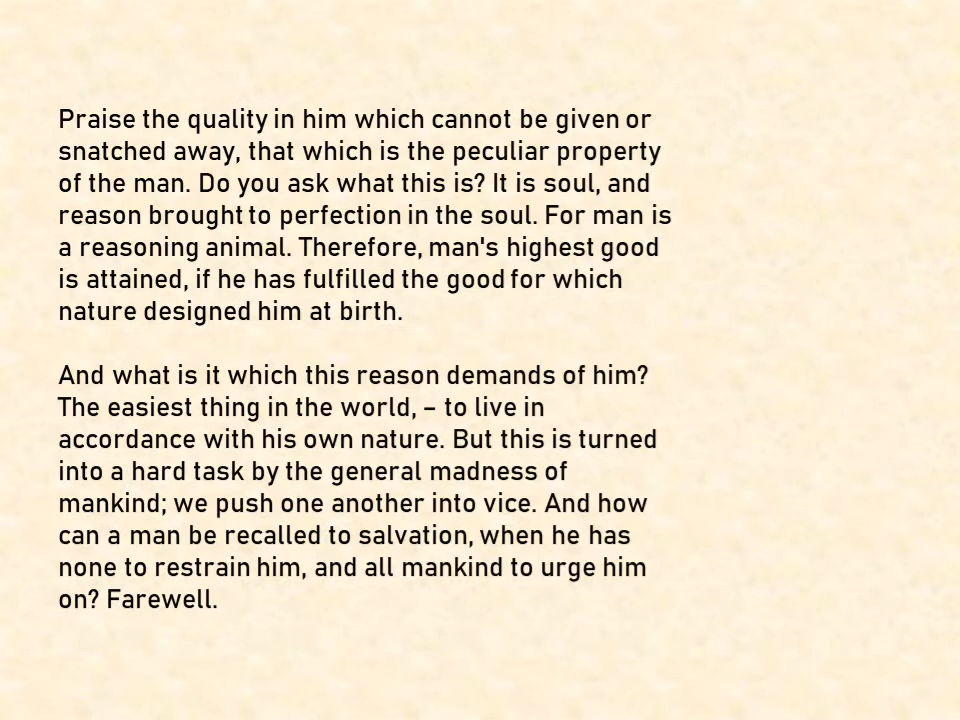 Praise the quality in him which cannot be given or
snatched away, that which is the peculiar property
of the man. Do you ask what this is? It is soul, and
reason brought to perfection in the soul. For man is
a reasoning animal. Therefore, man's highest good
is attained, if he has fulfilled the good for which
nature designed him at birth.

And what is it which this reason demands of him?
The easiest thing in the world, – to live in
accordance with his own nature. But this is turned
into a hard task by the general madness of
mankind; we push one another into vice. And how
can a man be recalled to salvation, when he has
none to restrain him, and all mankind to urge him
on? Farewell.